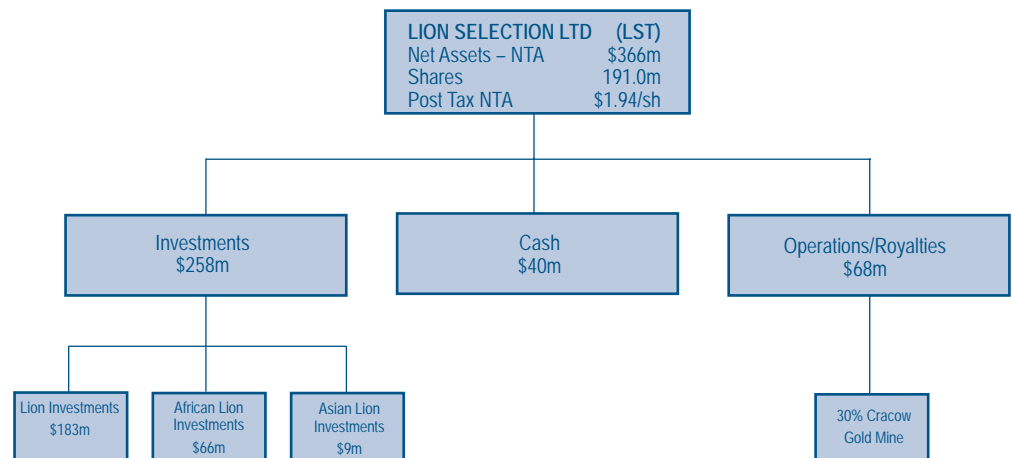 LION SELECTION LTD (LST)
Net Assets – NTA $366m
Shares 191.0m
Post Tax NTA $1.94/sh
Investments
$258m
Cash
$40m
Operations/Royalties
$68m
Lion Investments
$183m
African Lion
Investments
$66m
Asian Lion
Investments
$9m
30% Cracow
Gold Mine